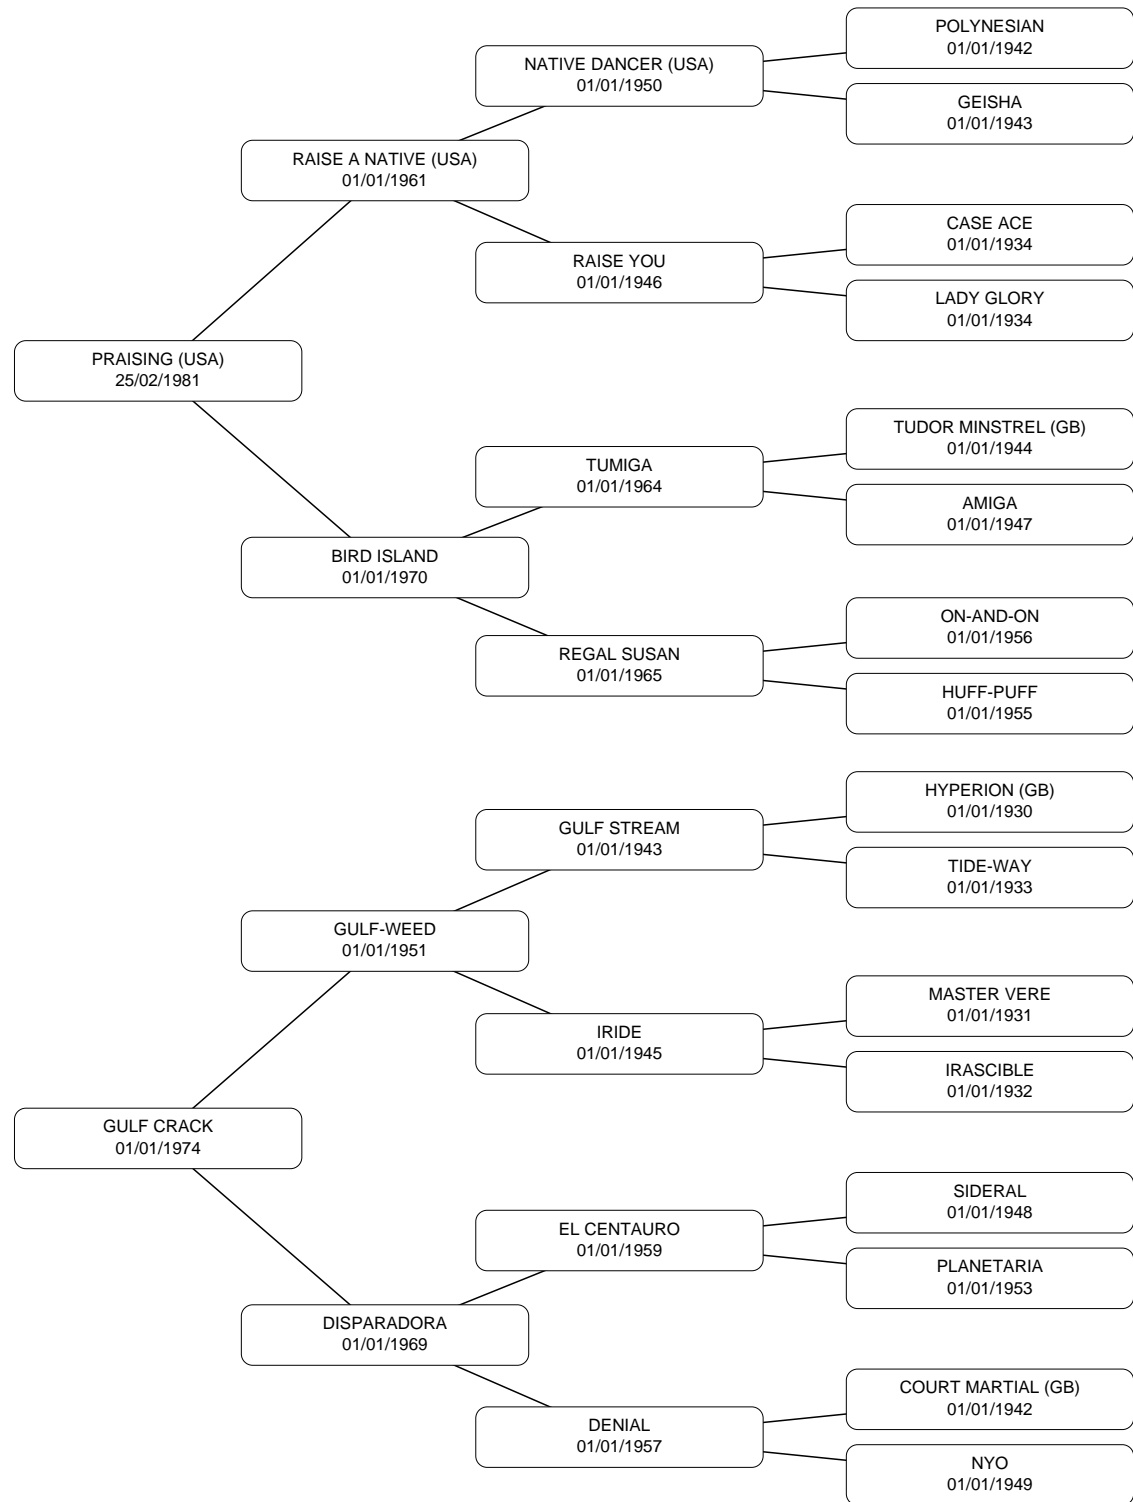 POLYNESIAN
01/01/1942
NATIVE DANCER (USA)
01/01/1950
GEISHA
01/01/1943
RAISE A NATIVE (USA)
01/01/1961
CASE ACE
01/01/1934
RAISE YOU
01/01/1946
LADY GLORY
01/01/1934
PRAISING (USA)
25/02/1981
TUDOR MINSTREL (GB)
01/01/1944
TUMIGA
01/01/1964
AMIGA
01/01/1947
BIRD ISLAND
01/01/1970
ON-AND-ON
01/01/1956
REGAL SUSAN
01/01/1965
HUFF-PUFF
01/01/1955
HYPERION (GB)
01/01/1930
GULF STREAM
01/01/1943
TIDE-WAY
01/01/1933
GULF-WEED
01/01/1951
MASTER VERE
01/01/1931
IRIDE
01/01/1945
IRASCIBLE
01/01/1932
GULF CRACK
01/01/1974
SIDERAL
01/01/1948
EL CENTAURO
01/01/1959
PLANETARIA
01/01/1953
DISPARADORA
01/01/1969
COURT MARTIAL (GB)
01/01/1942
DENIAL
01/01/1957
NYO
01/01/1949